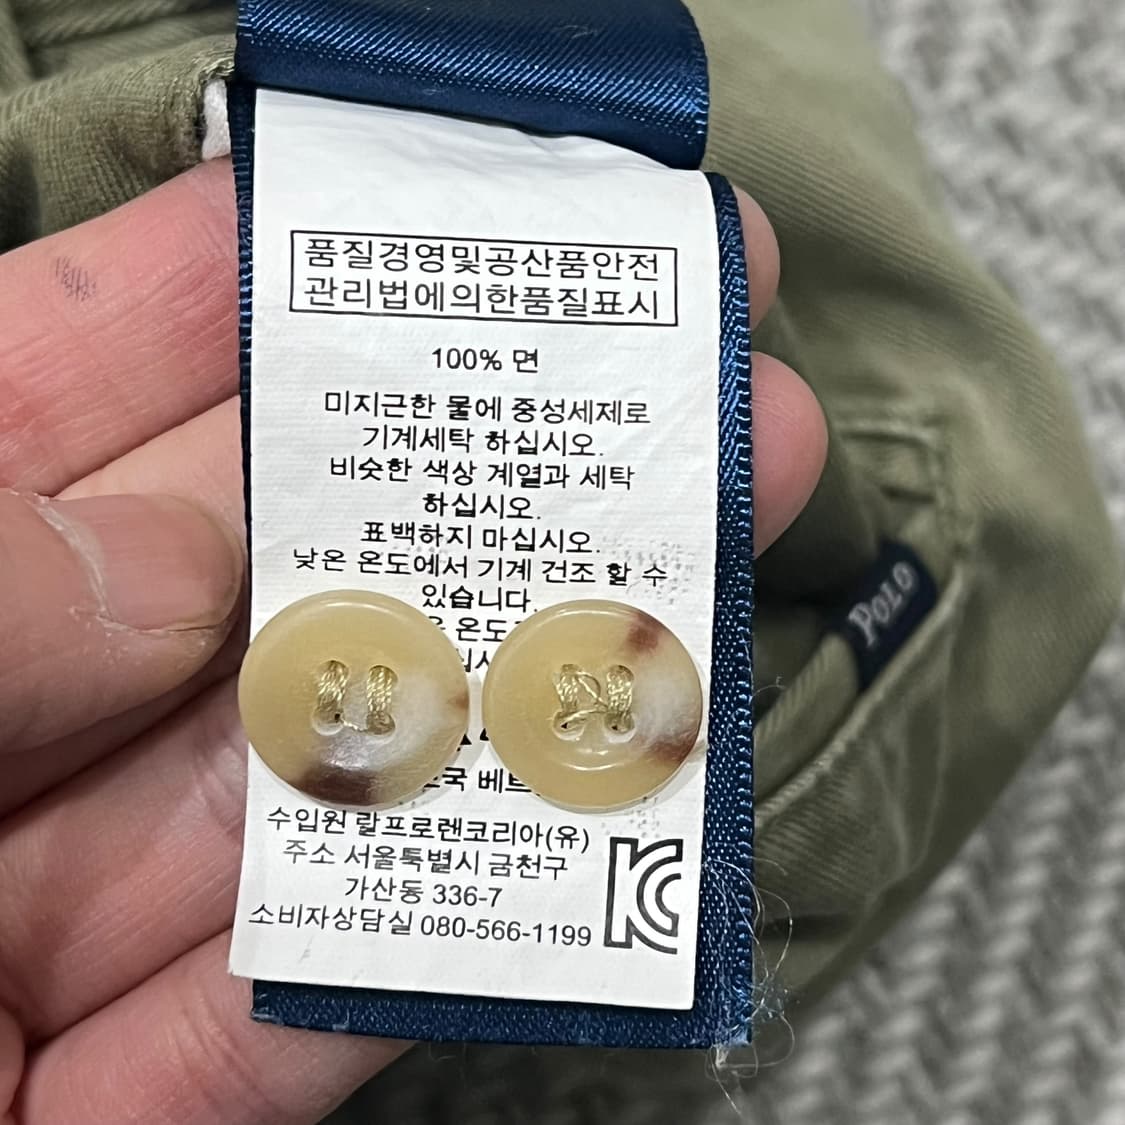 품질경영및공산품안전
관리법에의한품질표시
100% 면
미지근한 물에 중성세제로
기계세탁 하십시오.
비슷한 색상 계열과 세탁
하십시오.
표백하지 마십시오.
낮은 온도에서 기계 건조 할 수
있습니다.
온도
수입원 랄프로렌코리아(유)
주소 서울특별시 금천구
가산동 336-7
소비자상담실 080-566-1199
KC
POLO